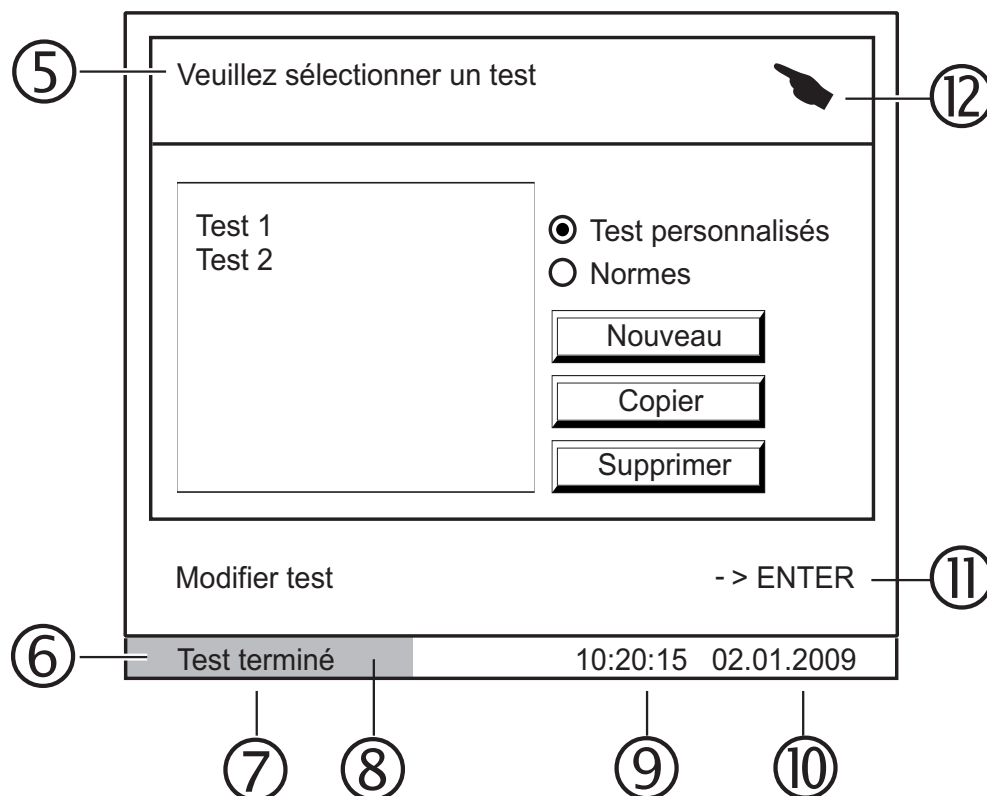 ⑤ Veuillez sélectionner un test ⑫
Test 1
Test 2
Test personnalisés
Normes
Nouveau
Copier
Supprimer
Modifier test - > ENTER ⑪
⑥ Test terminé 10:20:15 02.01.2009
⑦ ⑧ ⑨ ⑩